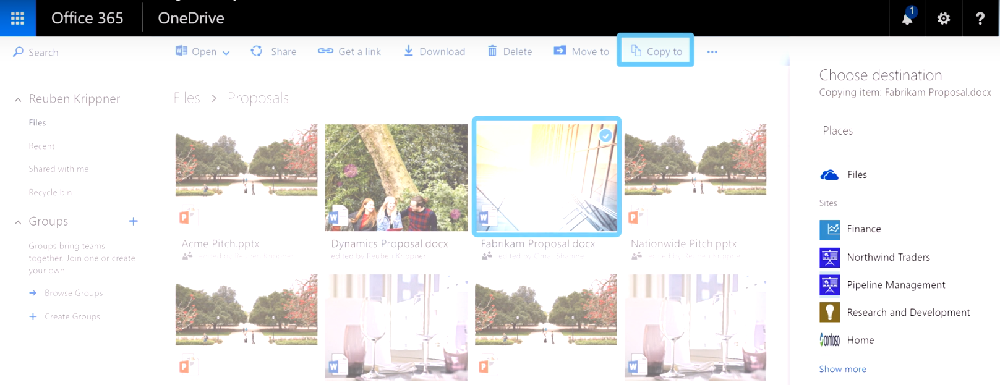 Office 365
OneDrive
1
?
Search
Open
Share
Get a link
Download
Delete
Move to
Copy to
...
Choose destination
Copying item: Fabrikam Proposal.docx
Reuben Krippner
Files > Proposals
Files
Recent
Shared with me
Recycle bin
Places
Files
Sites
Groups +
Groups bring teams
together. Join one or create
your own.
Browse Groups
Create Groups
Acme Pitch.pptx
edited by Reuben Krippner
Dynamics Proposal.docx
edited by Reuben Krippner
Fabrikam Proposal.docx
edited by Omar Shahine
Nationwide Pitch.pptx
edited by Reuben Krippner
Finance
Northwind Traders
Pipeline Management
Research and Development
contoso
Home
Show more